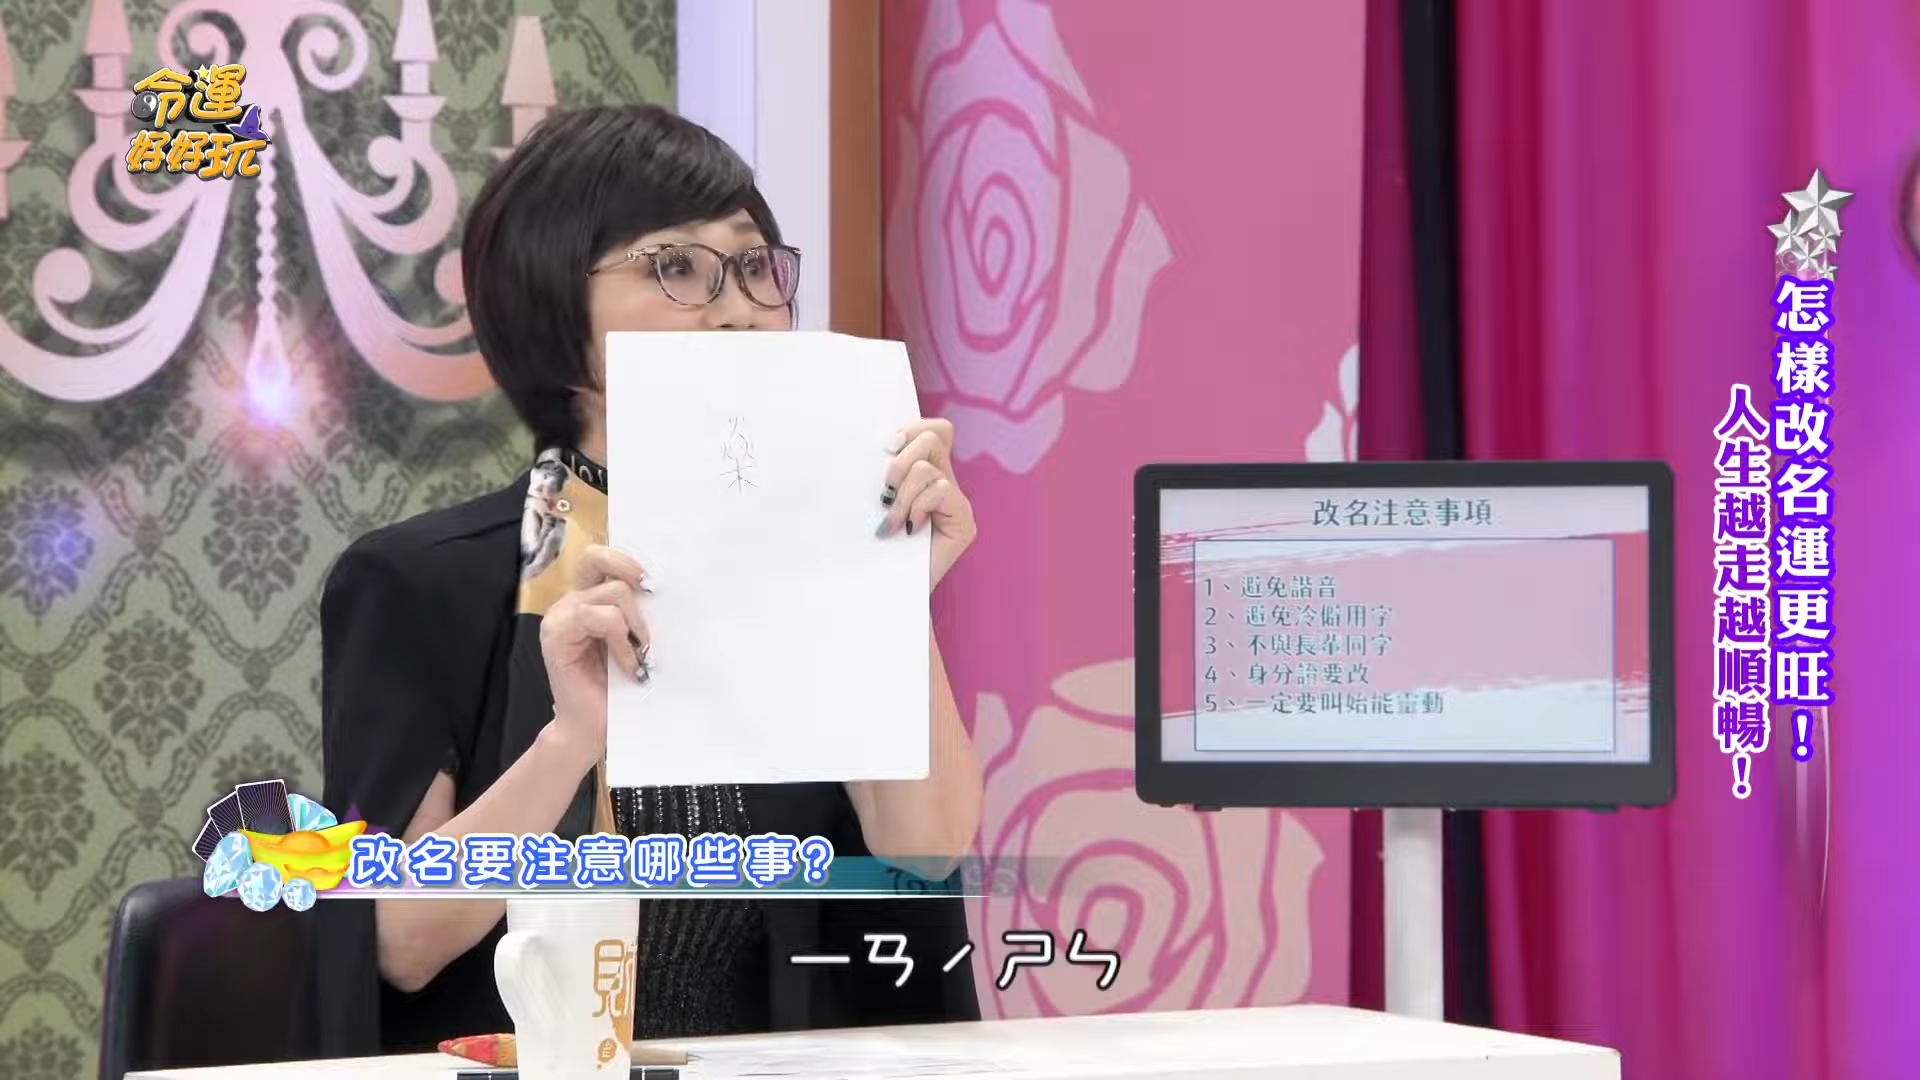 命運
好好玩
怎樣改名運更旺！
人生越走越順暢！
燊
改名注意事項
1、避免諧音
2、避免冷僻用字
3、不與長輩同字
4、身分證要改
5、一定要叫始能靈動
改名要注意哪些事?
ㄧㄢˊㄕㄣ
財